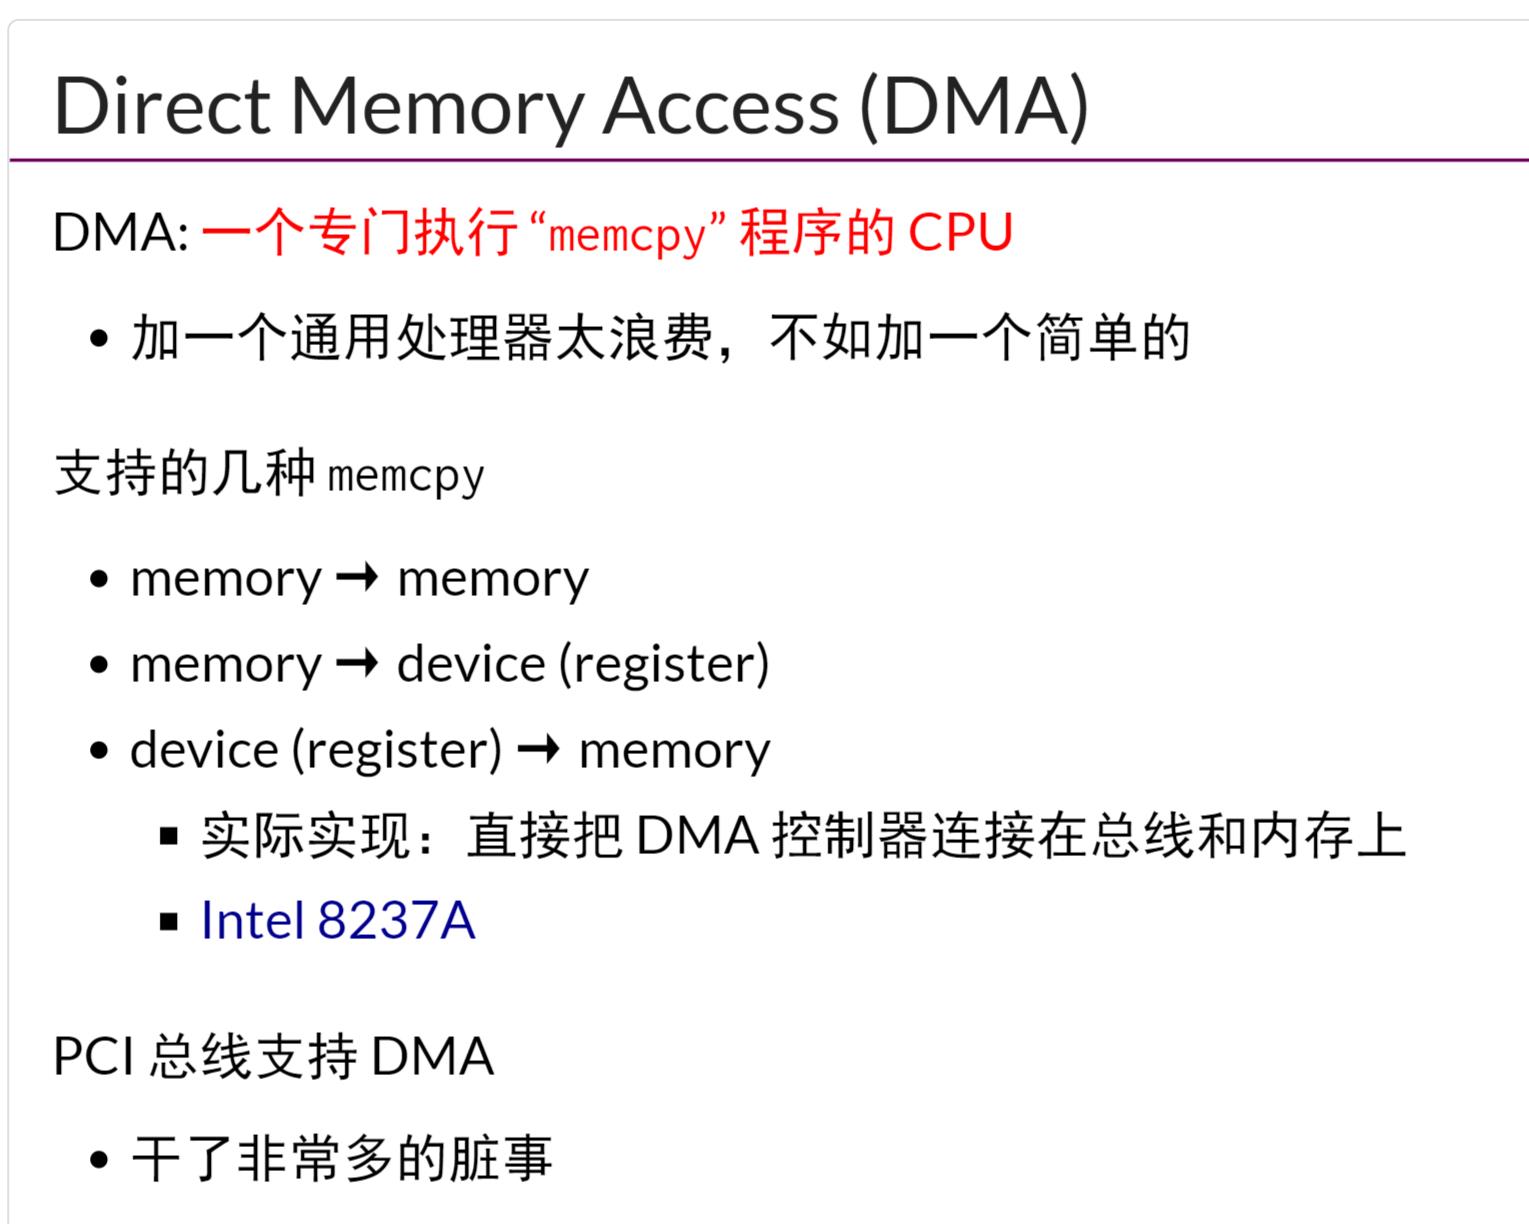 Direct Memory Access (DMA)
DMA: 一个专门执行 “memcpy” 程序的 CPU
• 加一个通用处理器太浪费，不如加一个简单的
支持的几种 memcpy
• memory ➞ memory
• memory ➞ device (register)
• device (register) ➞ memory
▪ 实际实现：直接把 DMA 控制器连接在总线和内存上
▪ Intel 8237A
PCI 总线支持 DMA
• 干了非常多的脏事